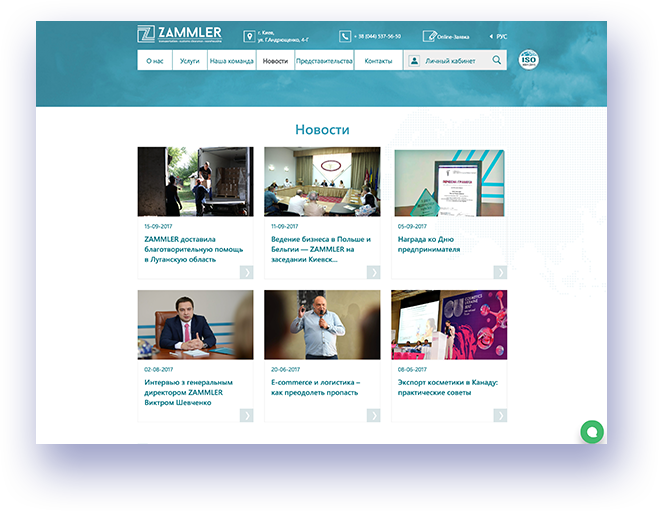 ZAMMLER
г. Киев,
ул. Г.Андрющенко, 4-Г
+ 38 (044) 537-56-50
Online-Заявка
РУС
О нас
Услуги
Наша команда
Новости
Представительства
Контакты
Личный кабинет
ISO
Новости
15-09-2017
ZAMMLER доставила
благотворительную помощь
в Луганскую область
11-09-2017
Ведение бизнеса в Польше и
Бельгии — ZAMMLER на
заседании Киевск...
05-09-2017
Награда ко Дню
предпринимателя
02-08-2017
Интервью з генеральным
директором ZAMMLER
Виктром Шевченко
20-06-2017
E-commerce и логистика –
как преодолеть пропасть
08-06-2017
Экспорт косметики в Канаду:
практические советы